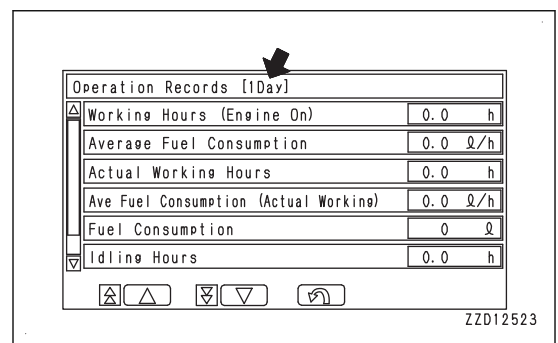 Operation Records [1Day]
Working Hours (Engine On) 0.0 h
Average Fuel Consumption 0.0 ℓ/h
Actual Working Hours 0.0 h
Ave Fuel Consumption (Actual Working) 0.0 ℓ/h
Fuel Consumption 0 ℓ
Idling Hours 0.0 h
ZZD12523